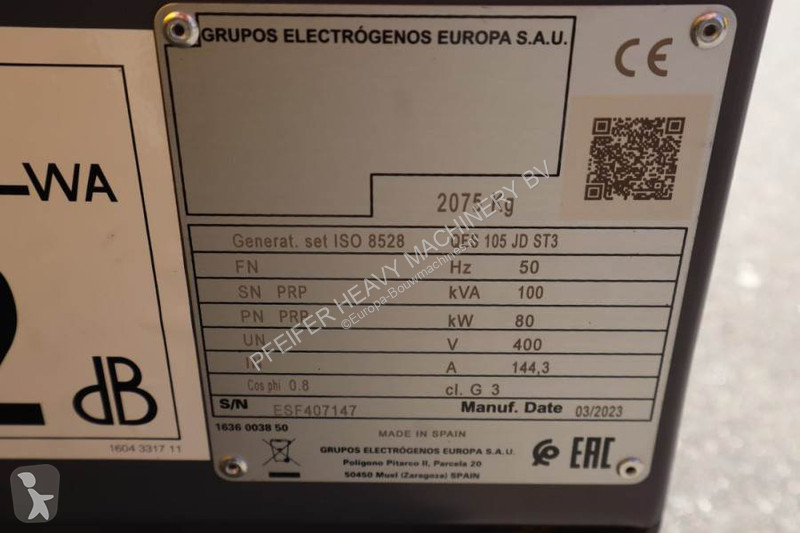 GRUPOS ELECTRÓGENOS EUROPA S.A.U.
CE
2075 Kg
Generat. set ISO 8528 QES 105 JD ST3
FN Hz 50
SN PRP kVA 100
PN PRP kW 80
UN V 400
A 144,3
Cos phi 0.8 cl. G 3
S/N ESF407147 Manuf. Date 03/2023
1636 0038 50
MADE IN SPAIN
GRUPOS ELECTRÓGENOS EUROPA S.A.U.
Polígono Pitarco II, Parcela 20
50450 Muel (Zaragoza) SPAIN
EAC
WA
2
dB
1604 3317 11
PFEIFER HEAVY MACHINERY BV
©Europa-Bouwmachines.fr